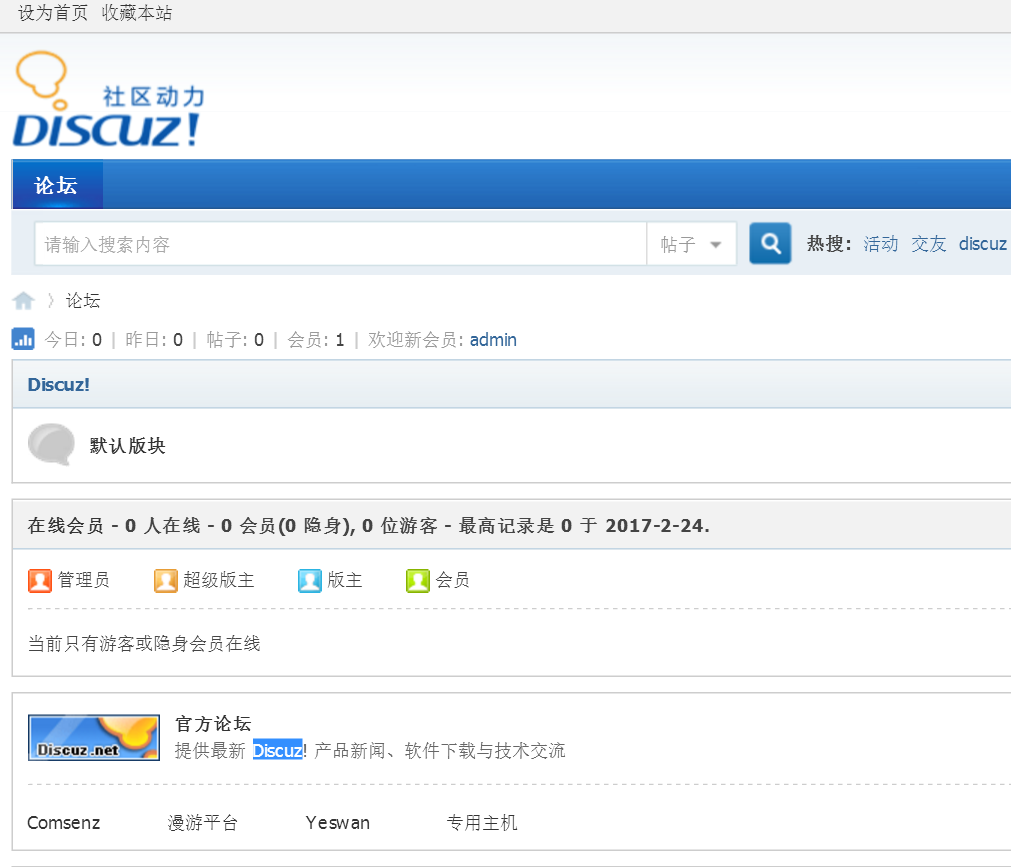 设为首页 收藏本站
社区动力
DISCUZ!
论坛
请输入搜索内容 帖子 热搜: 活动 交友 discuz
〉 论坛
今日: 0 | 昨日: 0 | 帖子: 0 | 会员: 1 | 欢迎新会员: admin
Discuz!
默认版块
在线会员 - 0 人在线 - 0 会员(0 隐身), 0 位游客 - 最高记录是 0 于 2017-2-24.
管理员 超级版主 版主 会员
当前只有游客或隐身会员在线
Discuz.net
官方论坛
提供最新 Discuz! 产品新闻、软件下载与技术交流
Comsenz 漫游平台 Yeswan 专用主机